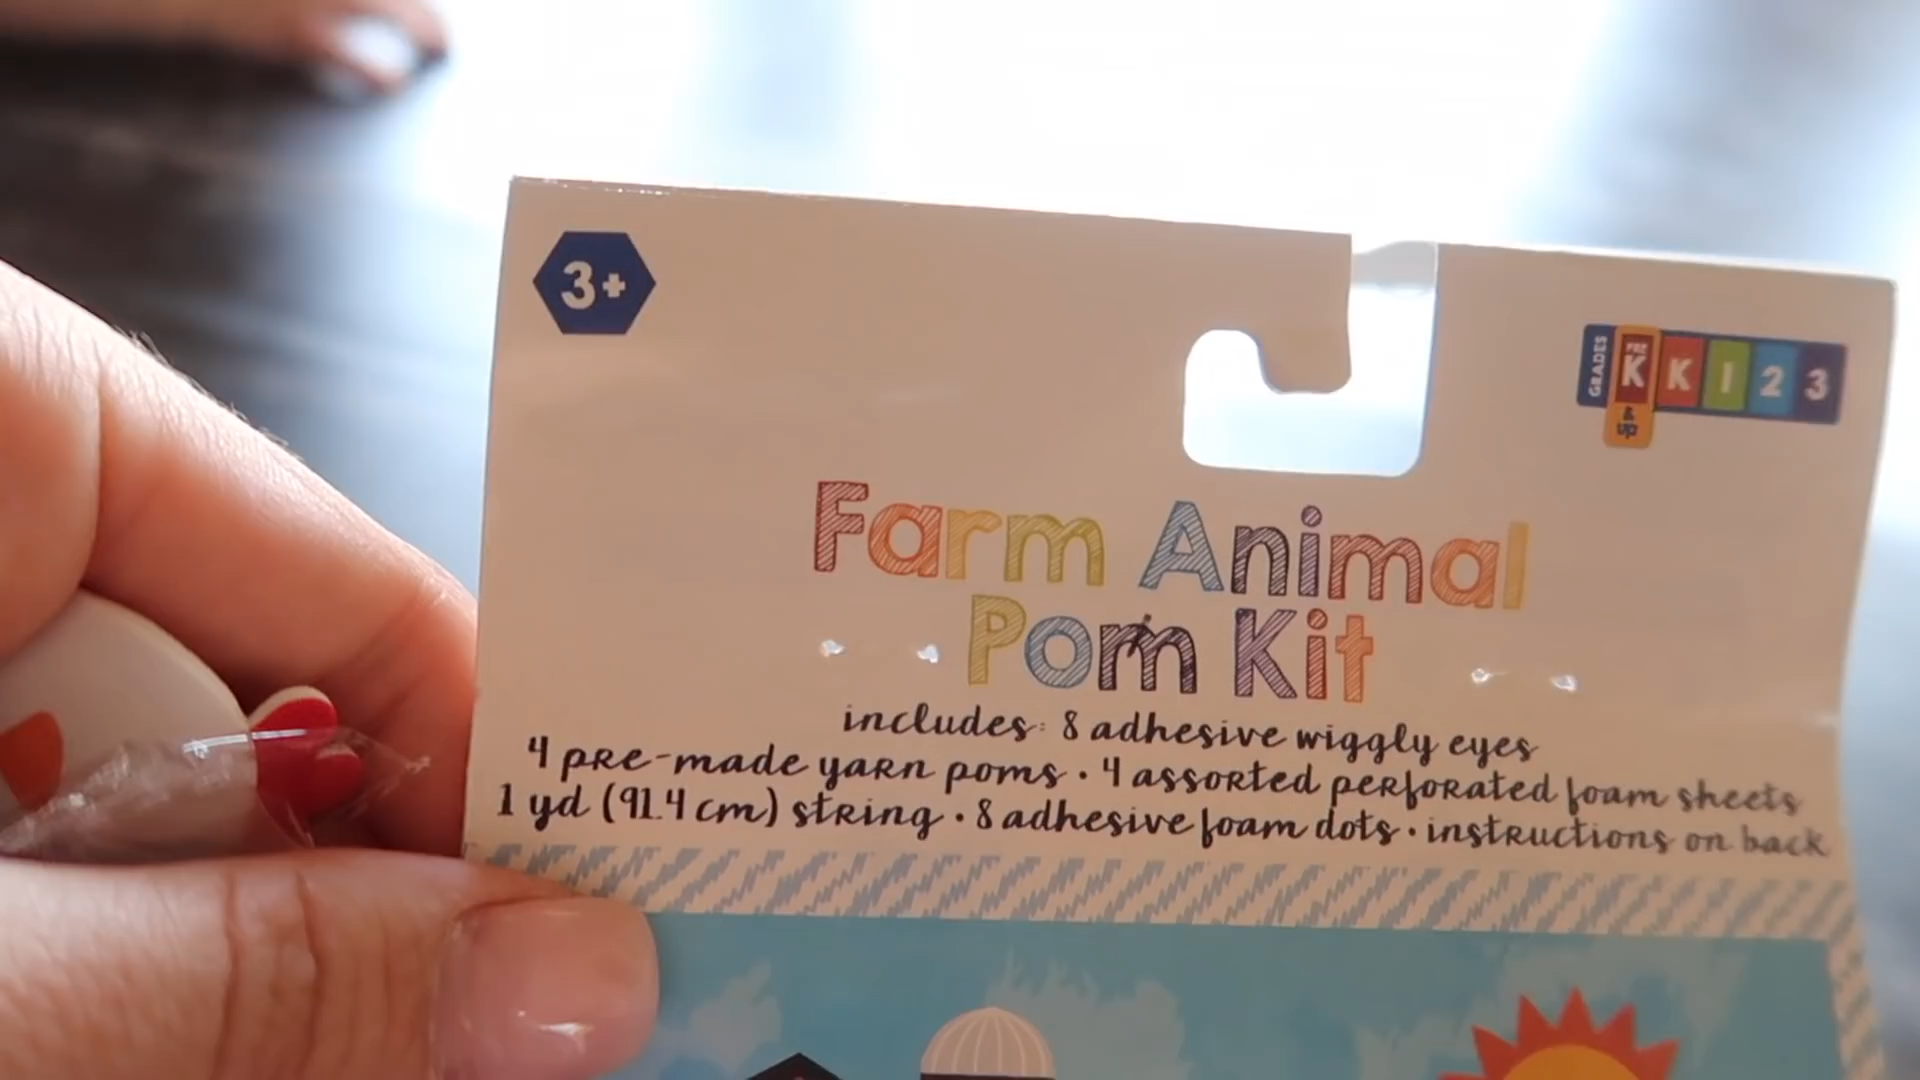 3+
GRADES PRE K K 1 2 3
& up
Farm Animal
Pom Kit
includes: 8 adhesive wiggly eyes
4 pre-made yarn poms • 4 assorted perforated foam sheets
1 yd (91.4 cm) string • 8 adhesive foam dots • instructions on back